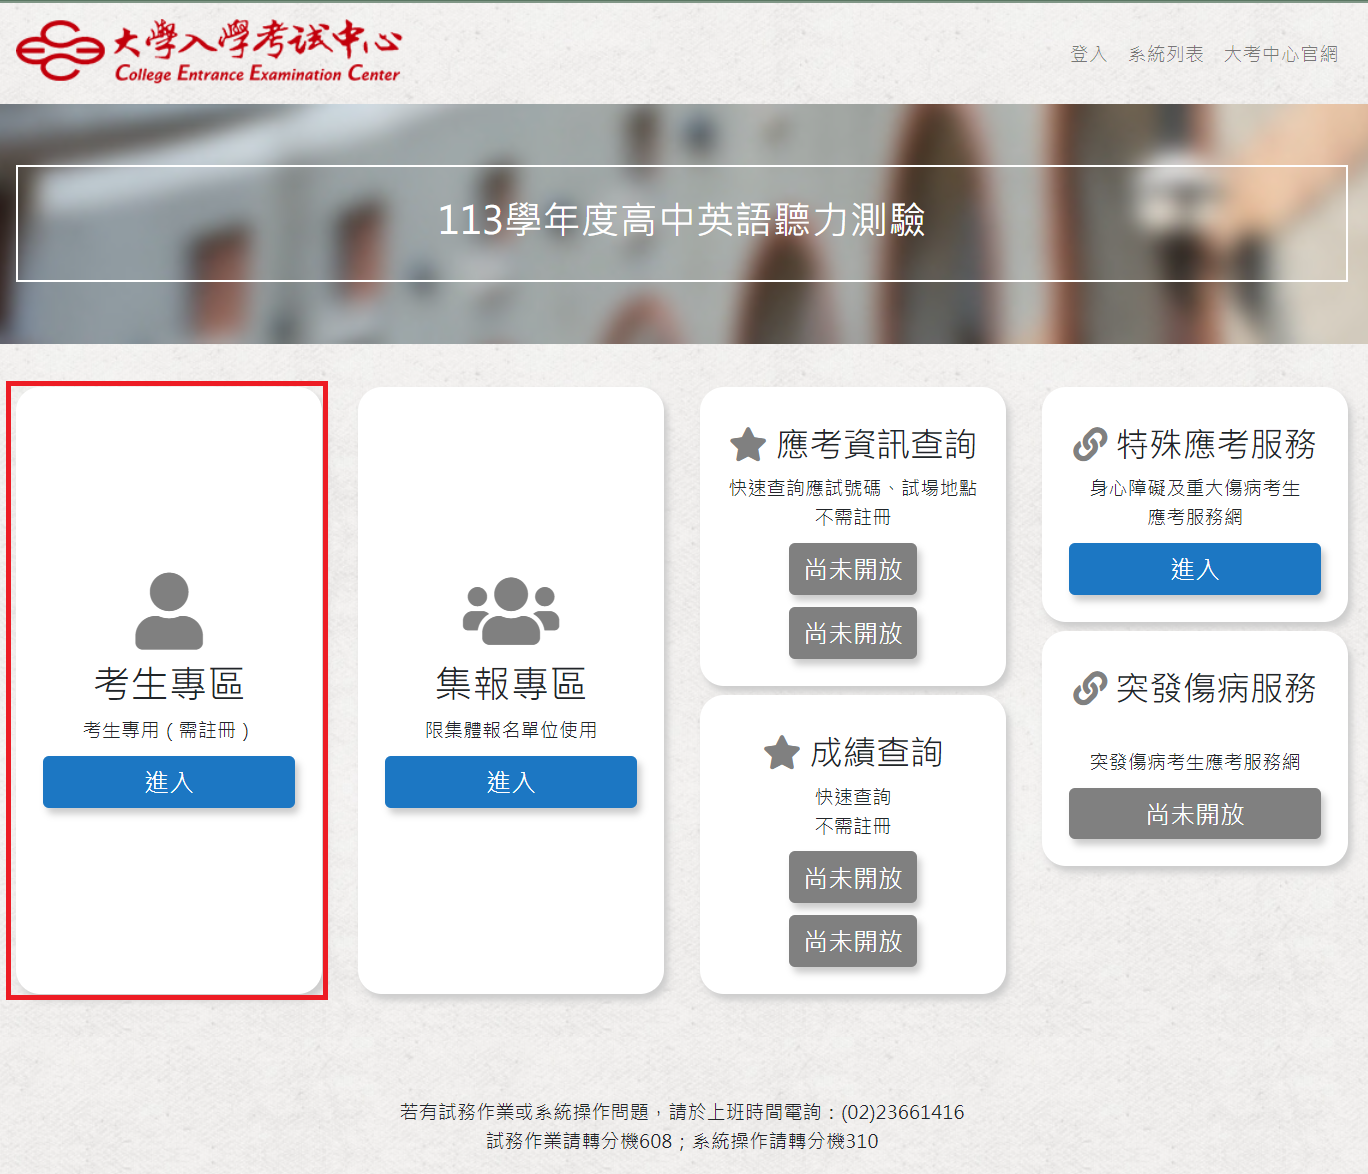 大學入學考試中心
College Entrance Examination Center
登入 系統列表 大考中心官網
113學年度高中英語聽力測驗
考生專區
考生專用(需註冊)
進入
集報專區
限集體報名單位使用
進入
應考資訊查詢
快速查詢應試號碼、試場地點
不需註冊
尚未開放
尚未開放
成績查詢
快速查詢
不需註冊
尚未開放
尚未開放
特殊應考服務
身心障礙及重大傷病考生
應考服務網
進入
突發傷病服務
突發傷病考生應考服務網
尚未開放
若有試務作業或系統操作問題，請於上班時間電詢：(02)23661416
試務作業請轉分機608；系統操作請轉分機310